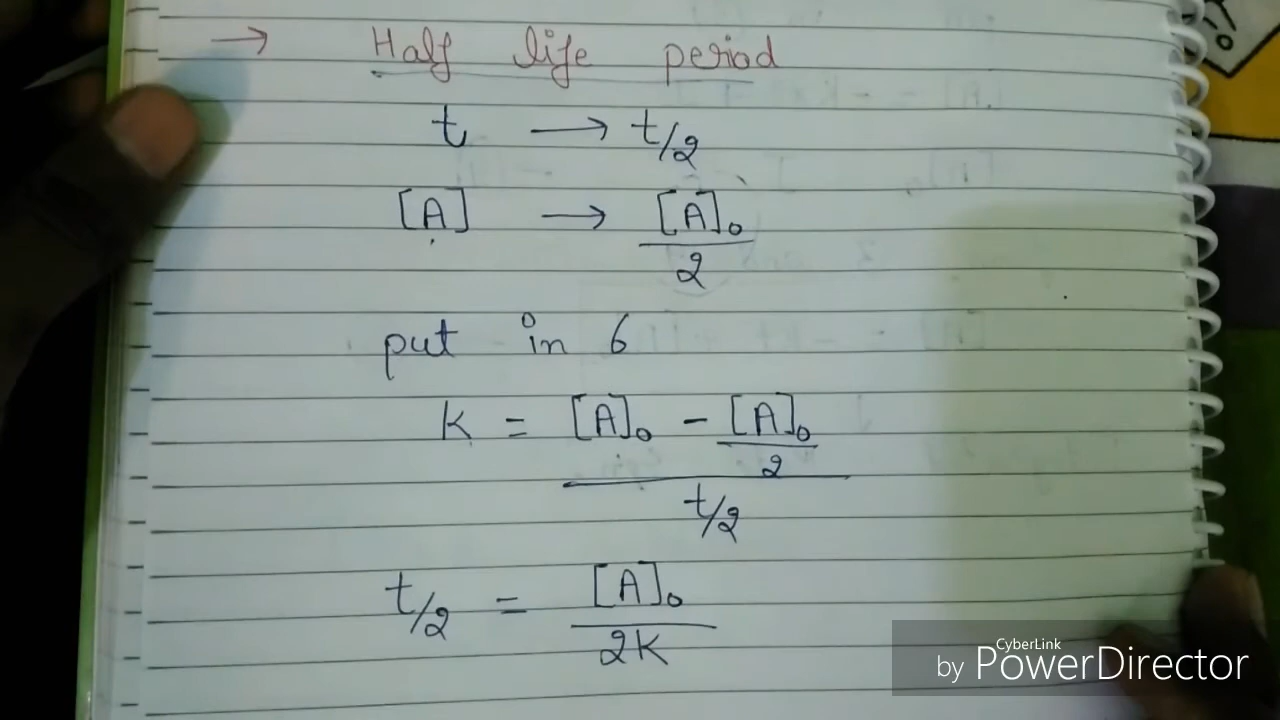 → Half life period
t → t/2
[A] → [A]₀/2
put in 6
K = [A]₀ - [A]₀/2 / t/2
t/2 = [A]₀/2K
CyberLink
by PowerDirector